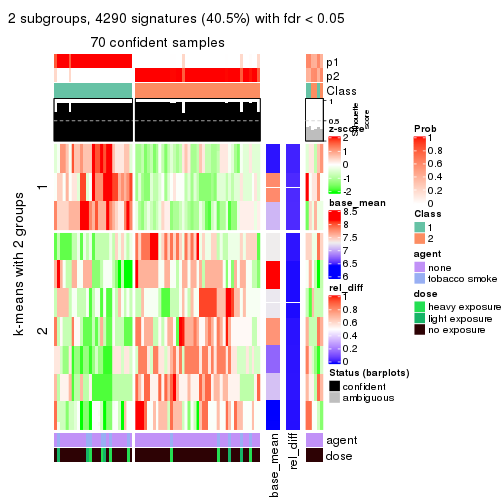 2 subgroups, 4290 signatures (40.5%) with fdr < 0.05
70 confident samples
p1
p2
Class
1
0.5
0
Silhouette
score
k-means with 2 groups
1
2
z-score
2
1
0
-1
-2
base_mean
8.5
8
7.5
7
6.5
6
rel_diff
1
0.8
0.6
0.4
0.2
0
Status (barplots)
confident
ambiguous
Prob
1
0.8
0.6
0.4
0.2
0
Class
1
2
agent
none
tobacco smoke
dose
heavy exposure
light exposure
no exposure
agent
dose
base_mean
rel_diff